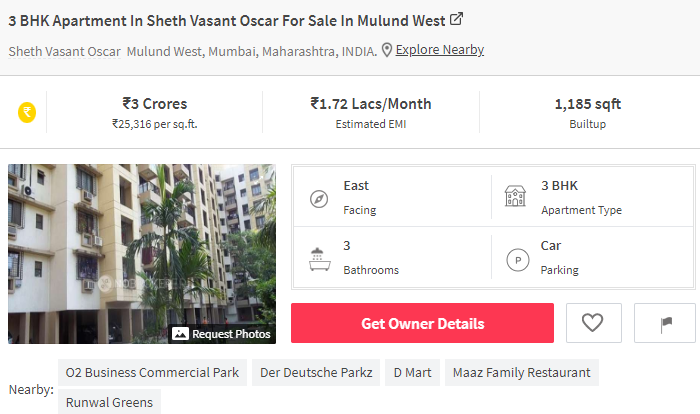 3 BHK Apartment In Sheth Vasant Oscar For Sale In Mulund West
Sheth Vasant Oscar Mulund West, Mumbai, Maharashtra, INDIA. Explore Nearby
₹
₹3 Crores
₹25,316 per sq.ft.
₹1.72 Lacs/Month
Estimated EMI
1,185 sqft
Builtup
East
Facing
3 BHK
Apartment Type
3
Bathrooms
P
Car
Parking
Request Photos
Get Owner Details
Nearby:
O2 Business Commercial Park Der Deutsche Parkz D Mart Maaz Family Restaurant
Runwal Greens